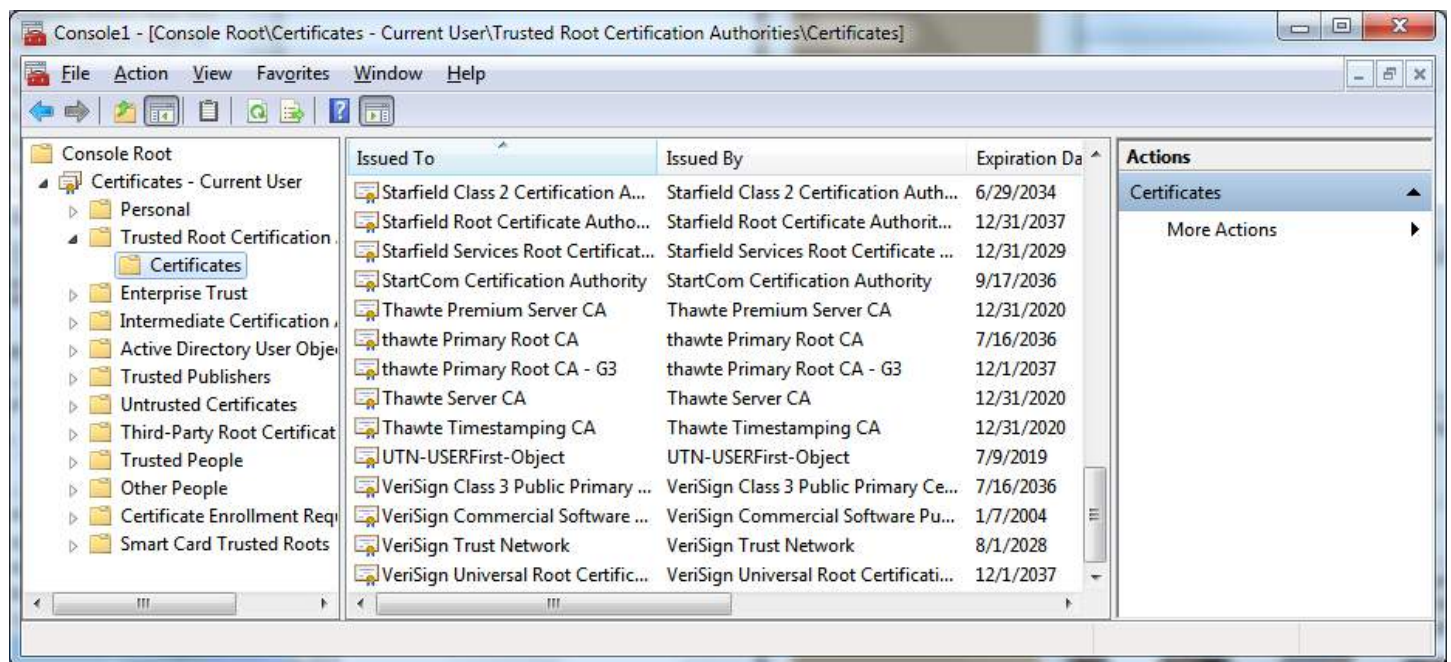 Console1 - [Console Root\Certificates - Current User\Trusted Root Certification Authorities\Certificates]
File Action View Favorites Window Help
Console Root
Certificates - Current User
Personal
Trusted Root Certification
Certificates
Enterprise Trust
Intermediate Certification
Active Directory User Obje
Trusted Publishers
Untrusted Certificates
Third-Party Root Certificat
Trusted People
Other People
Certificate Enrollment Requ
Smart Card Trusted Roots
Issued To Issued By Expiration Da
Starfield Class 2 Certification A... Starfield Class 2 Certification Auth... 6/29/2034
Starfield Root Certificate Autho... Starfield Root Certificate Authorit... 12/31/2037
Starfield Services Root Certificat... Starfield Services Root Certificate ... 12/31/2029
StartCom Certification Authority StartCom Certification Authority 9/17/2036
Thawte Premium Server CA Thawte Premium Server CA 12/31/2020
thawte Primary Root CA thawte Primary Root CA 7/16/2036
thawte Primary Root CA - G3 thawte Primary Root CA - G3 12/1/2037
Thawte Server CA Thawte Server CA 12/31/2020
Thawte Timestamping CA Thawte Timestamping CA 12/31/2020
UTN-USERFirst-Object UTN-USERFirst-Object 7/9/2019
VeriSign Class 3 Public Primary ... VeriSign Class 3 Public Primary Ce... 7/16/2036
VeriSign Commercial Software ... VeriSign Commercial Software Pu... 1/7/2004
VeriSign Trust Network VeriSign Trust Network 8/1/2028
VeriSign Universal Root Certific... VeriSign Universal Root Certificati... 12/1/2037
Actions
Certificates
More Actions